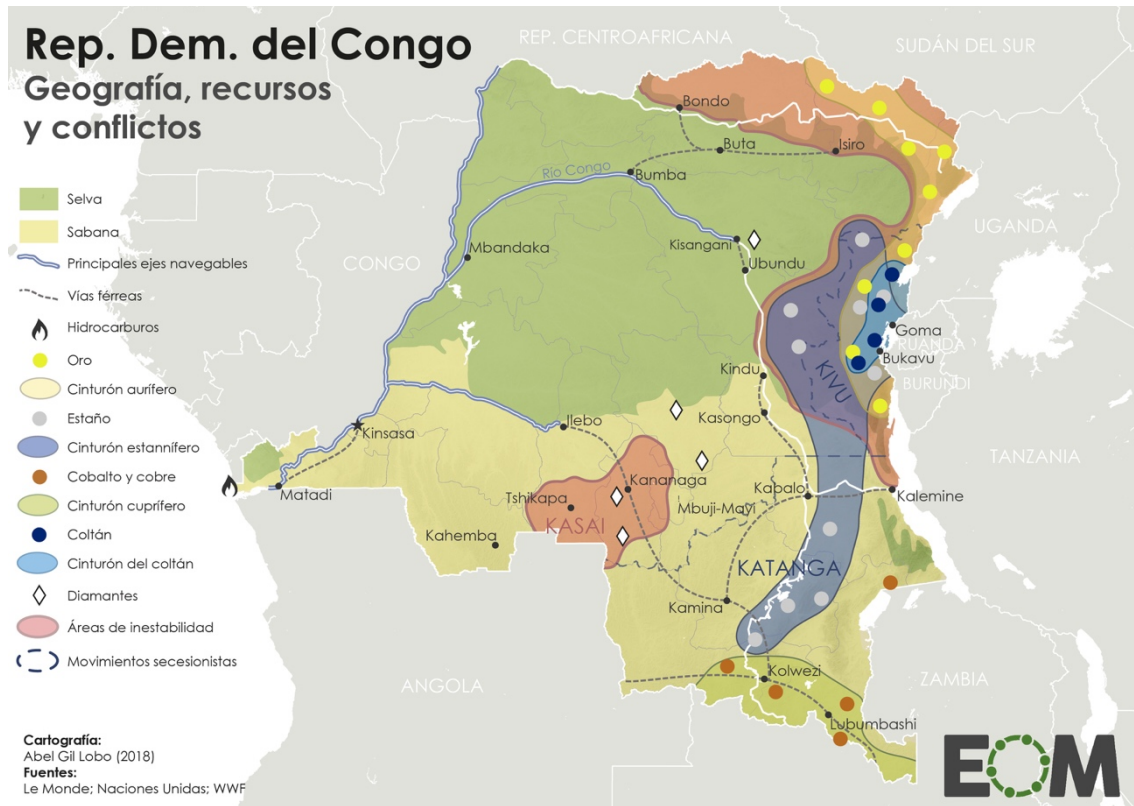 Rep. Dem. del Congo
Geografía, recursos
y conflictos
Selva
Sabana
Principales ejes navegables
Vías férreas
Hidrocarburos
Oro
Cinturón aurífero
Estaño
Cinturón estannífero
Cobalto y cobre
Cinturón cuprífero
Coltán
Cinturón del coltán
Diamantes
Áreas de inestabilidad
Movimientos secesionistas
Cartografía:
Abel Gil Lobo (2018)
Fuentes:
Le Monde; Naciones Unidas; WWF
REP. CENTROAFRICANA
SUDÁN DEL SUR
Bondo
Buta
Isiro
Río Congo
Bumba
UGANDA
Mbandaka
Kisangani
CONGO
Ubundu
Goma
RUANDA
Bukavu
Kindu
KIVU
BURUNDI
Kasongo
Ilebo
Kinsasa
TANZANIA
Kananaga
Kabalo
Matadi
Tshikapa
Kalemine
Mbuji-Mayi
KASAI
Kahemba
KATANGA
Kamina
Kolwezi
ANGOLA
ZAMBIA
Lubumbashi
EOM